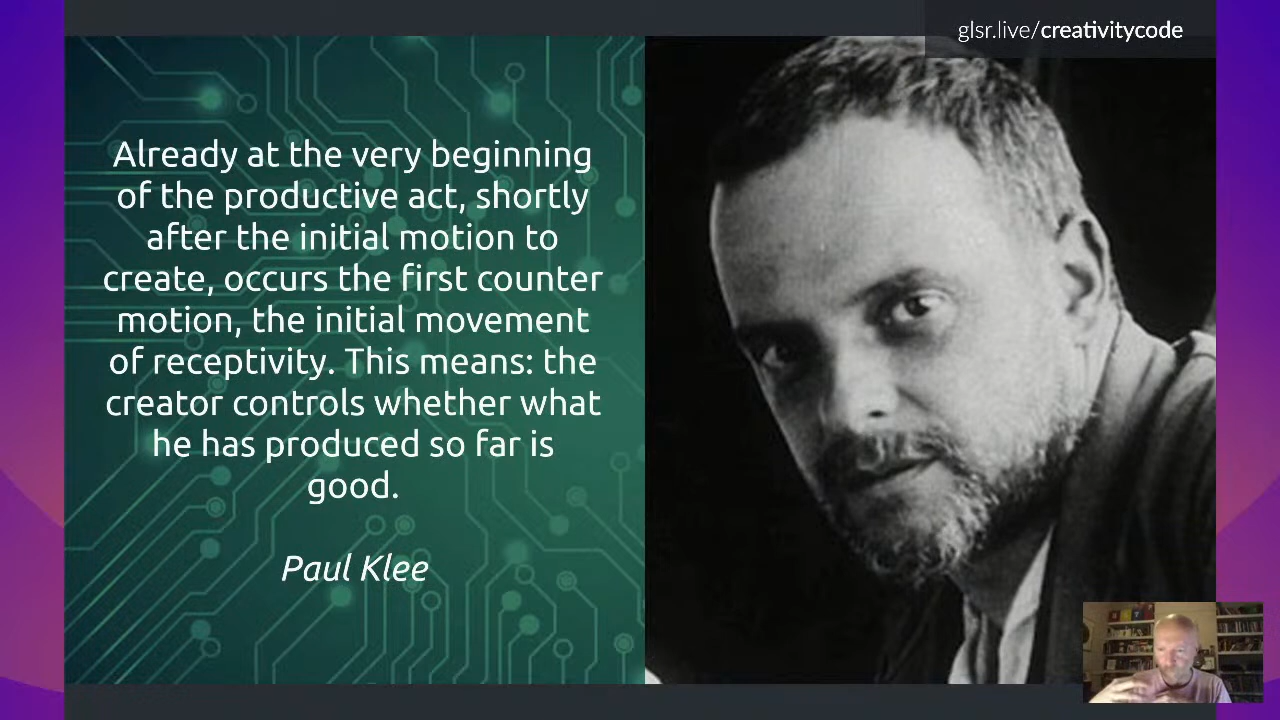 glsr.live/creativitycode
Already at the very beginning
of the productive act, shortly
after the initial motion to
create, occurs the first counter
motion, the initial movement
of receptivity. This means: the
creator controls whether what
he has produced so far is
good.
Paul Klee